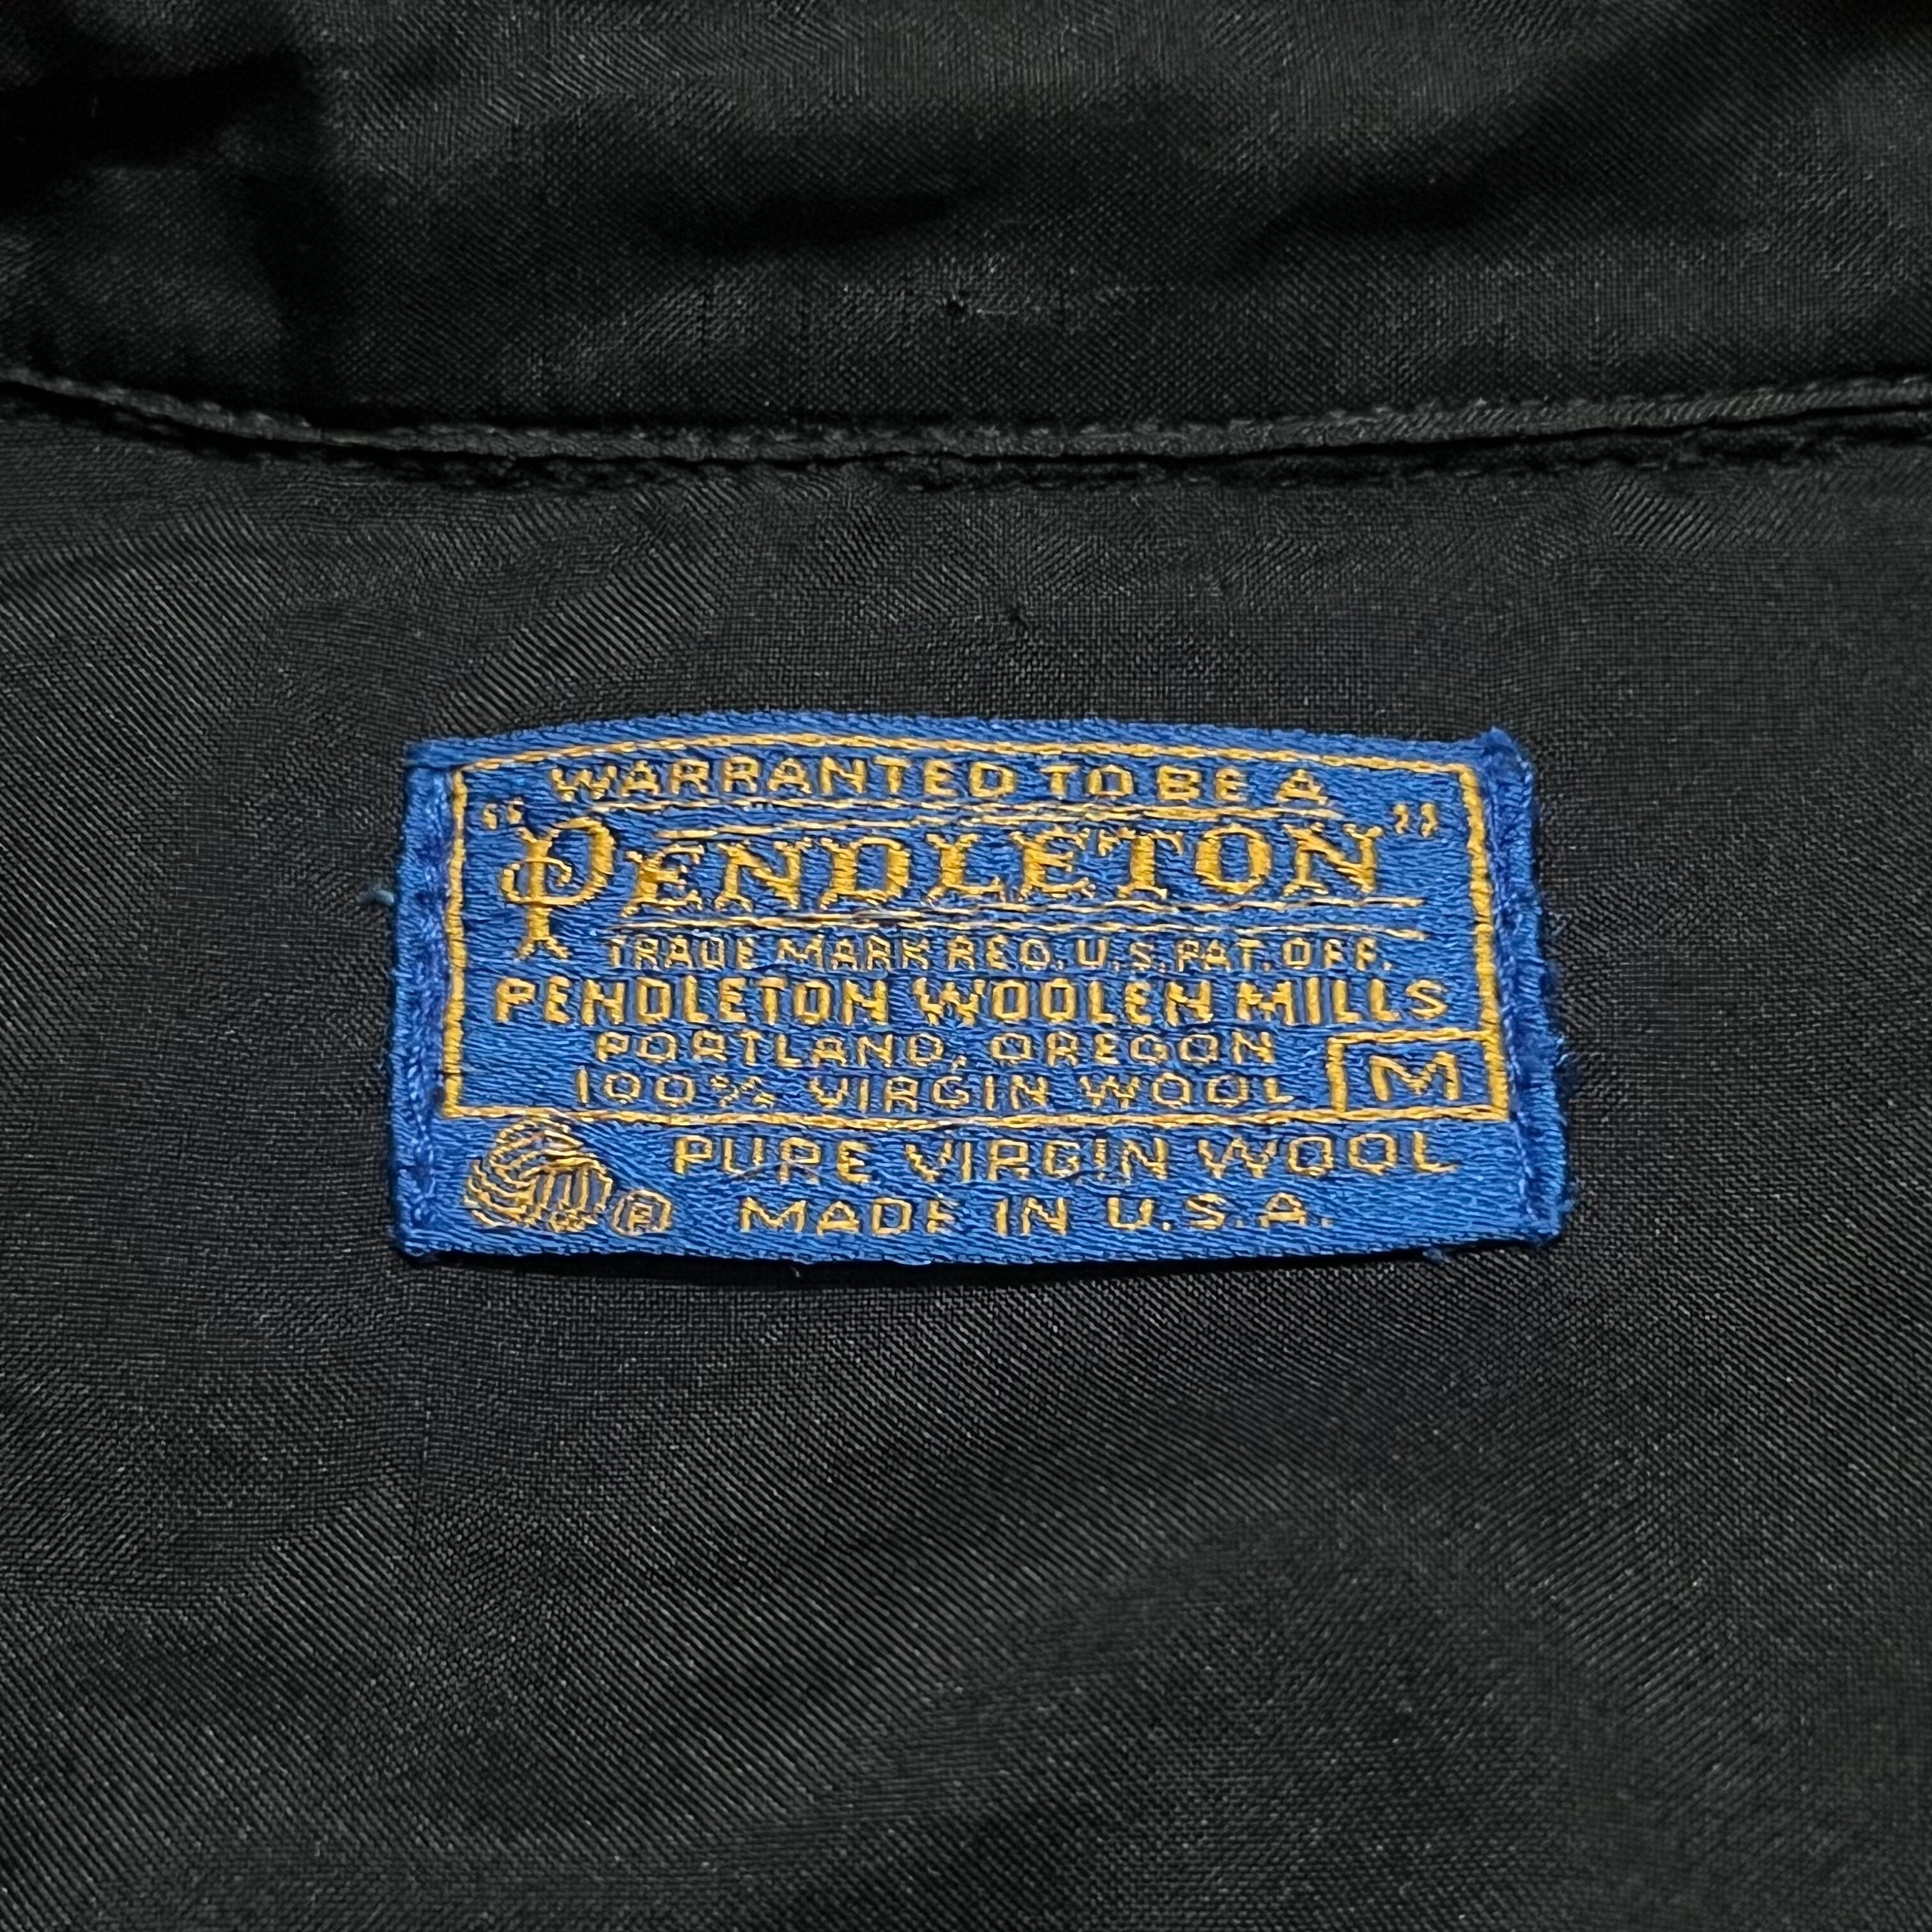 WARRANTED TO BE A
"PENDLETON"
TRADE MARK REG. U.S. PAT. OFF.
PENDLETON WOOLEN MILLS
PORTLAND, OREGON
100% VIRGIN WOOL M
PURE VIRGIN WOOL
® MADE IN U.S.A.